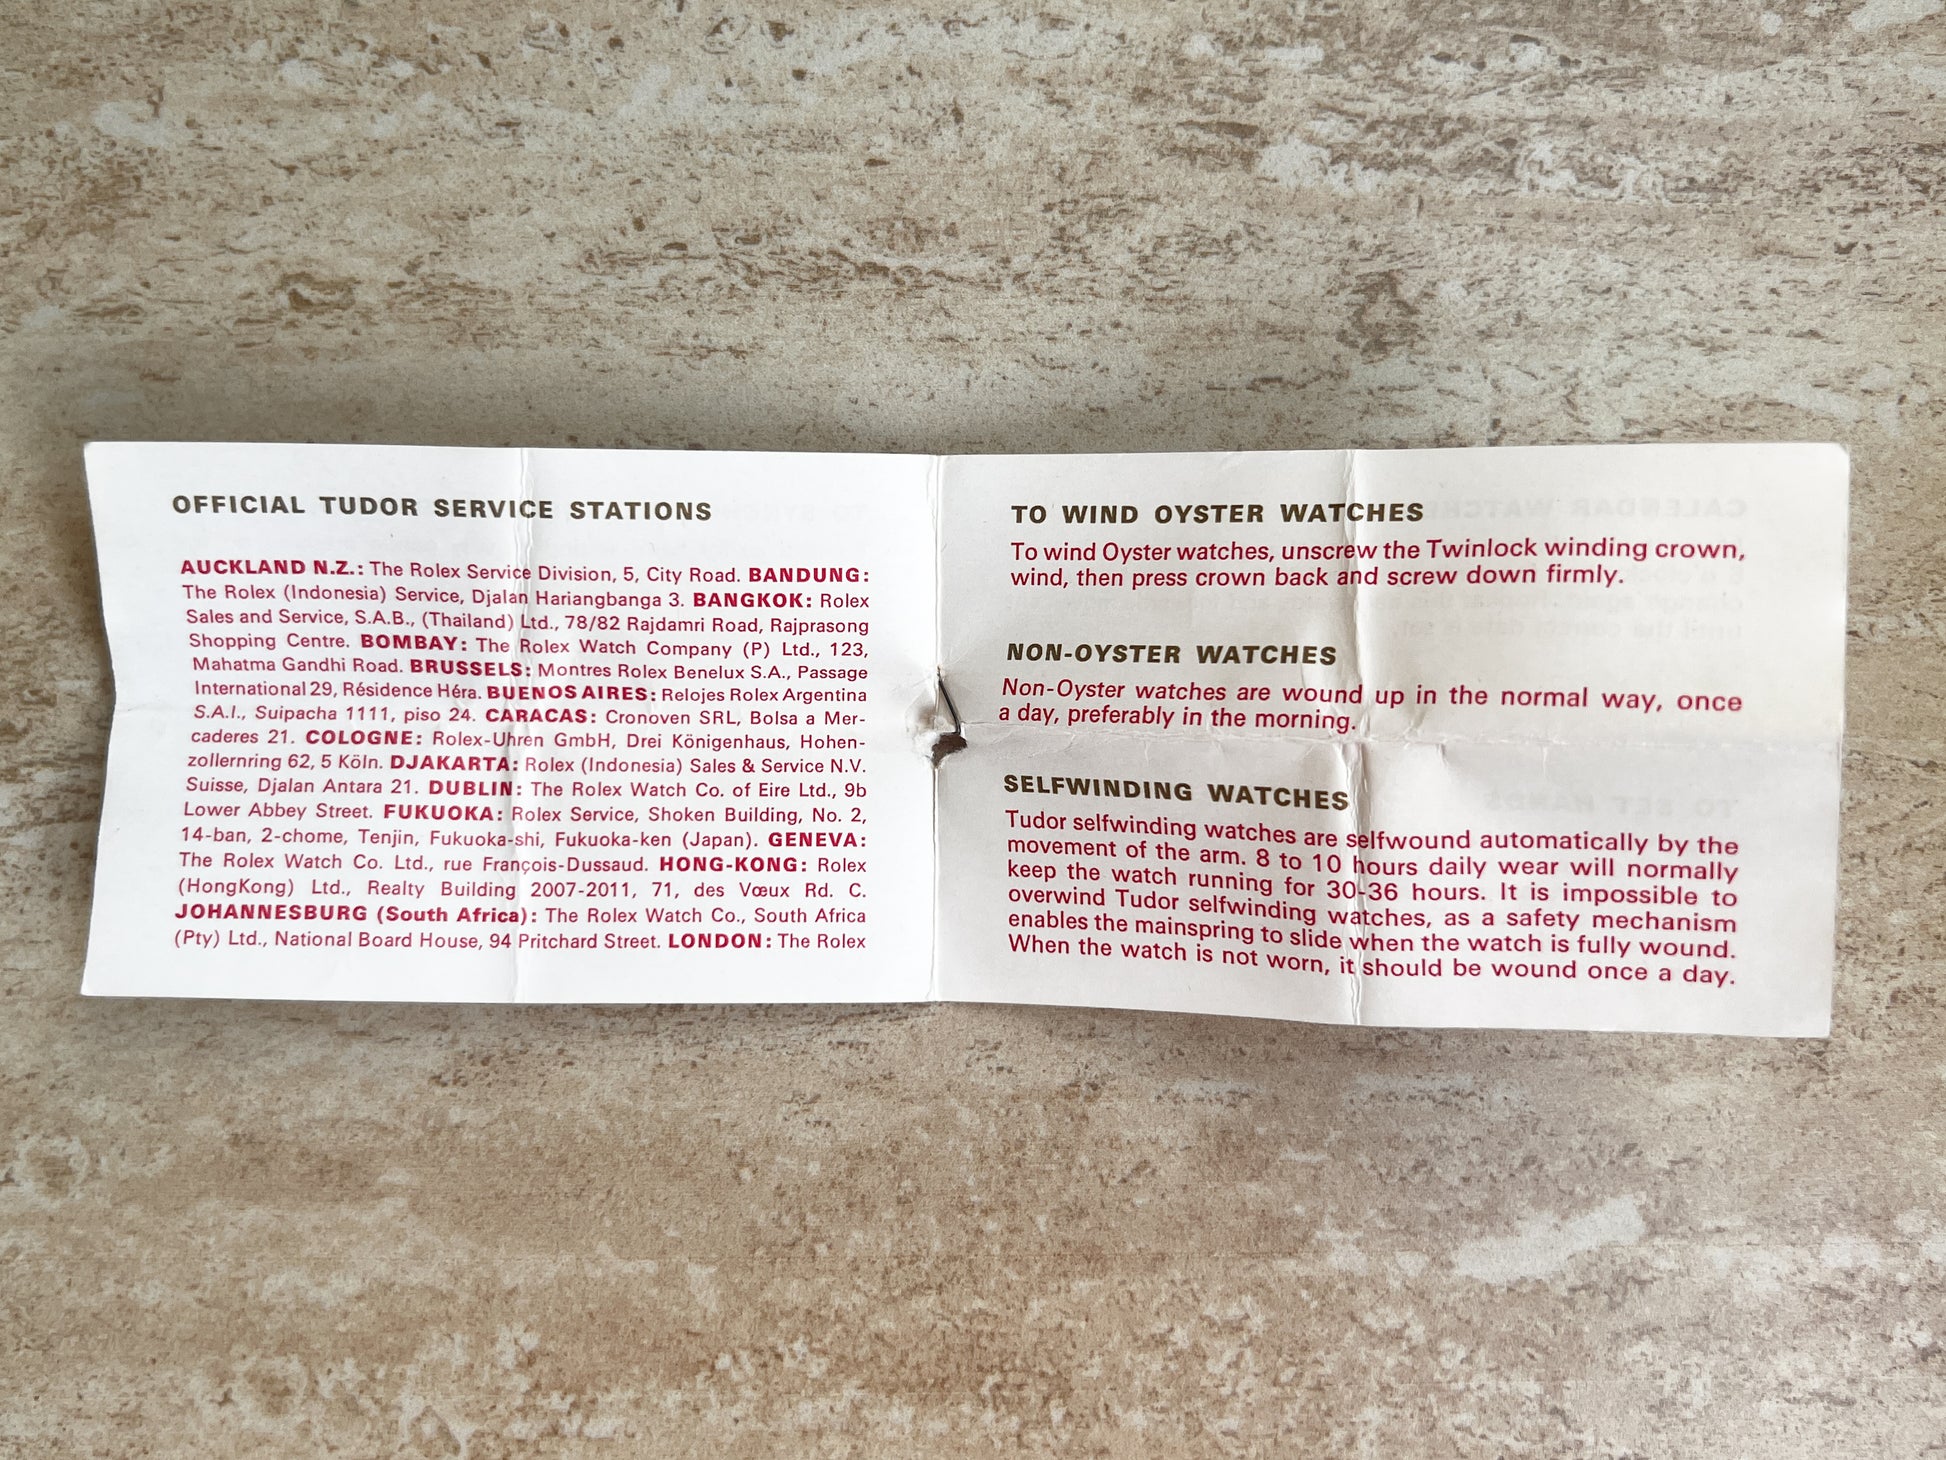 OFFICIAL TUDOR SERVICE STATIONS
AUCKLAND N.Z.: The Rolex Service Division, 5, City Road. BANDUNG:
The Rolex (Indonesia) Service, Djalan Hariangbanga 3. BANGKOK: Rolex
Sales and Service, S.A.B., (Thailand) Ltd., 78/82 Rajdamri Road, Rajprasong
Shopping Centre. BOMBAY: The Rolex Watch Company (P) Ltd., 123,
Mahatma Gandhi Road. BRUSSELS: Montres Rolex Benelux S.A., Passage
International 29, Résidence Héra. BUENOS AIRES: Relojes Rolex Argentina
S.A.I., Suipacha 1111, piso 24. CARACAS: Cronoven SRL, Bolsa a Mer-
caderes 21. COLOGNE: Rolex-Uhren GmbH, Drei Königenhaus, Hohen-
zollernring 62, 5 Köln. DJAKARTA: Rolex (Indonesia) Sales & Service N.V.
Suisse, Djalan Antara 21. DUBLIN: The Rolex Watch Co. of Eire Ltd., 9b
Lower Abbey Street. FUKUOKA: Rolex Service, Shoken Building, No. 2,
14-ban, 2-chome, Tenjin, Fukuoka-shi, Fukuoka-ken (Japan). GENEVA:
The Rolex Watch Co. Ltd., rue François-Dussaud. HONG-KONG: Rolex
(HongKong) Ltd., Realty Building 2007-2011, 71, des Vœux Rd. C.
JOHANNESBURG (South Africa): The Rolex Watch Co., South Africa
(Pty) Ltd., National Board House, 94 Pritchard Street. LONDON: The Rolex
TO WIND OYSTER WATCHES
To wind Oyster watches, unscrew the Twinlock winding crown,
wind, then press crown back and screw down firmly.
NON-OYSTER WATCHES
Non-Oyster watches are wound up in the normal way, once
a day, preferably in the morning.
SELFWINDING WATCHES
Tudor selfwinding watches are selfwound automatically by the
movement of the arm. 8 to 10 hours daily wear will normally
keep the watch running for 30-36 hours. It is impossible to
overwind Tudor selfwinding watches, as a safety mechanism
enables the mainspring to slide when the watch is fully wound.
When the watch is not worn, it should be wound once a day.